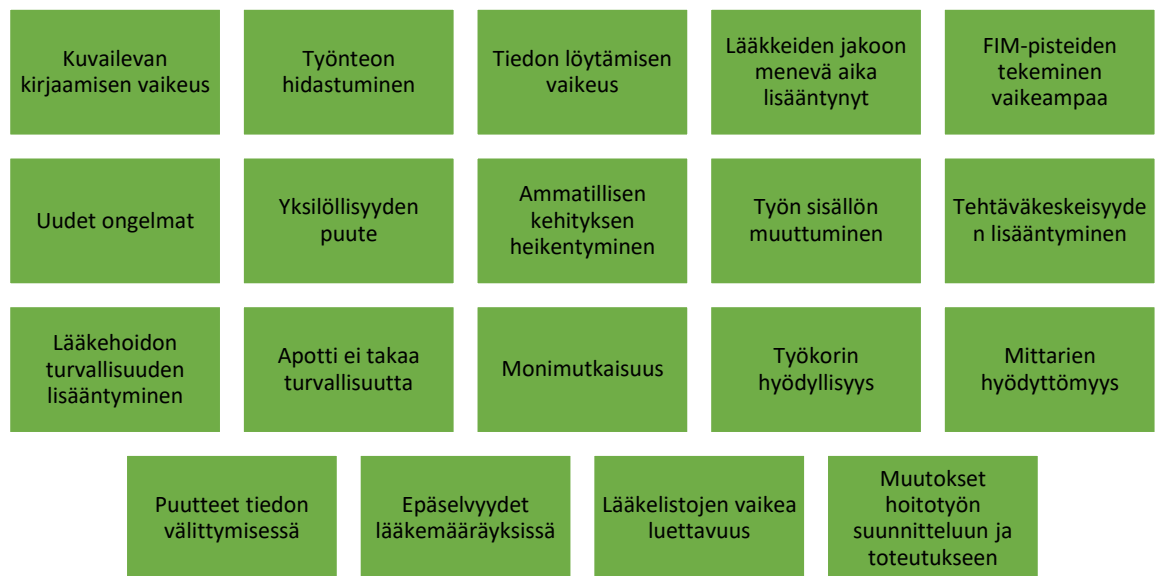 Kuvailevan
kirjaamisen vaikeus
Työnteon
hidastuminen
Tiedon löytämisen
vaikeus
Lääkkeiden jakoon
menevä aika
lisääntynyt
FIM-pisteiden
tekeminen
vaikeampaa
Uudet ongelmat
Yksilöllisyyden
puute
Ammatillisen
kehityksen
heikentyminen
Työn sisällön
muuttuminen
Tehtäväkeskeisyyde
n lisääntyminen
Lääkehoidon
turvallisuuden
lisääntyminen
Apotti ei takaa
turvallisuutta
Monimutkaisuus
Työkorin
hyödyllisyys
Mittarien
hyödyttömyys
Puutteet tiedon
välittymisessä
Epäselvyydet
lääkemääräyksissä
Lääkelistojen vaikea
luettavuus
Muutokset
hoitotyön
suunnitteluun ja
toteutukseen